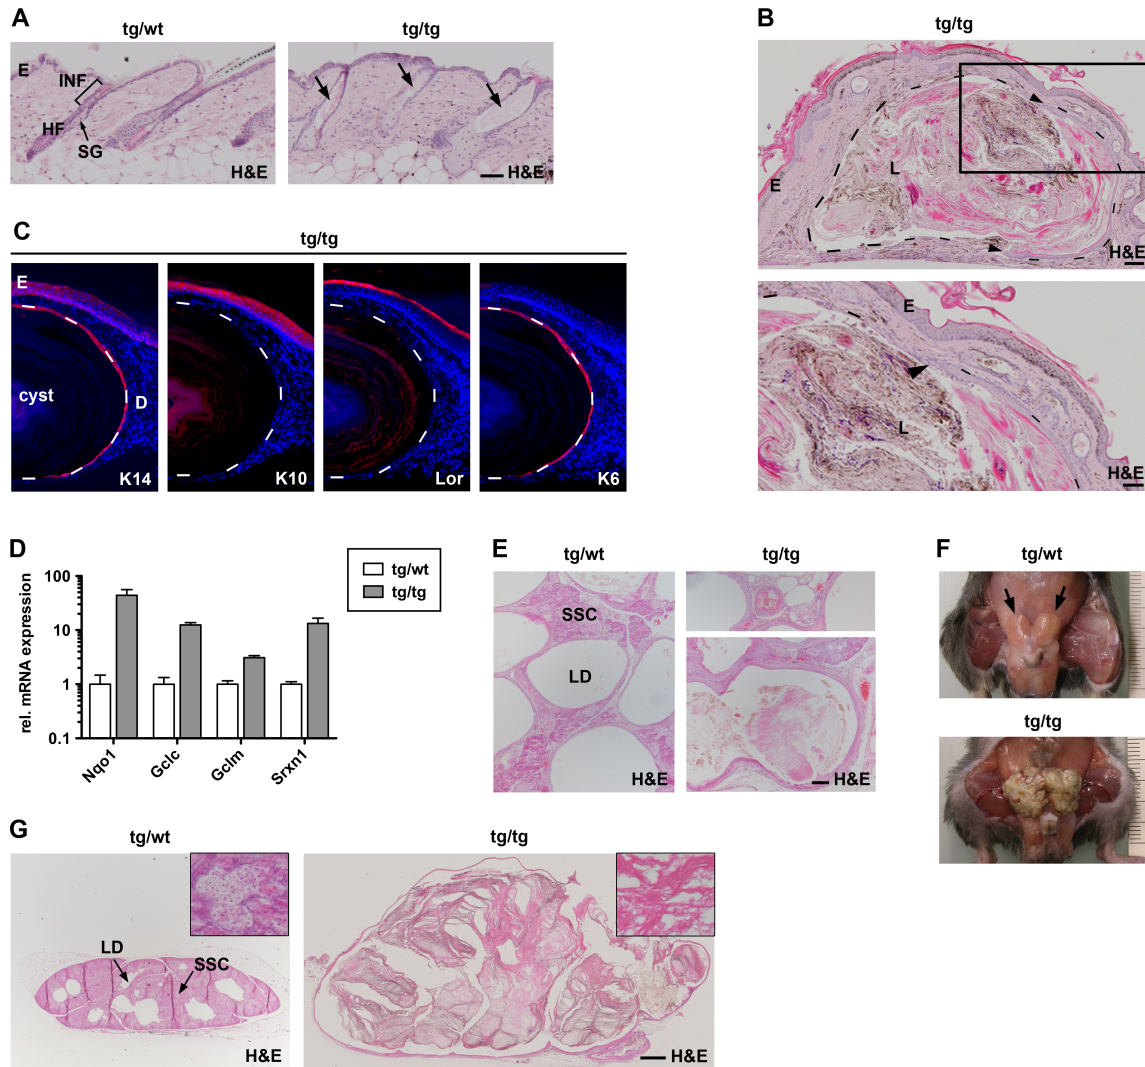 A
tg/wt
tg/tg
E
INF
HF
SG
H&E
H&E
B
tg/tg
L
E
H&E
E
L
H&E
C
tg/tg
E
cyst
D
K14
K10
Lor
K6
D
rel. mRNA expression
100
10
1
0.1
Nqo1
Gclc
Gclm
Srxn1
tg/wt
tg/tg
E
tg/wt
tg/tg
SSC
LD
H&E
H&E
F
tg/wt
tg/tg
G
tg/wt
tg/tg
LD
SSC
H&E
H&E